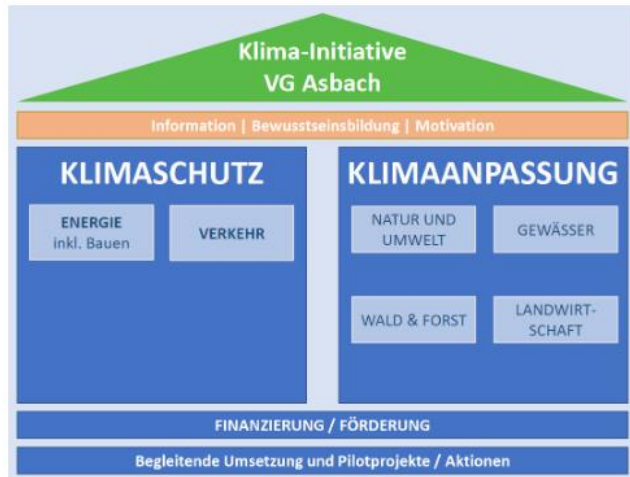 Klima-Initiative
VG Asbach
Information | Bewusstseinsbildung | Motivation
KLIMASCHUTZ
ENERGIE
inkl. Bauen
VERKEHR
KLIMAANPASSUNG
NATUR UND
UMWELT
GEWÄSSER
WALD & FORST
LANDWIRT-
SCHAFT
FINANZIERUNG / FÖRDERUNG
Begleitende Umsetzung und Pilotprojekte / Aktionen